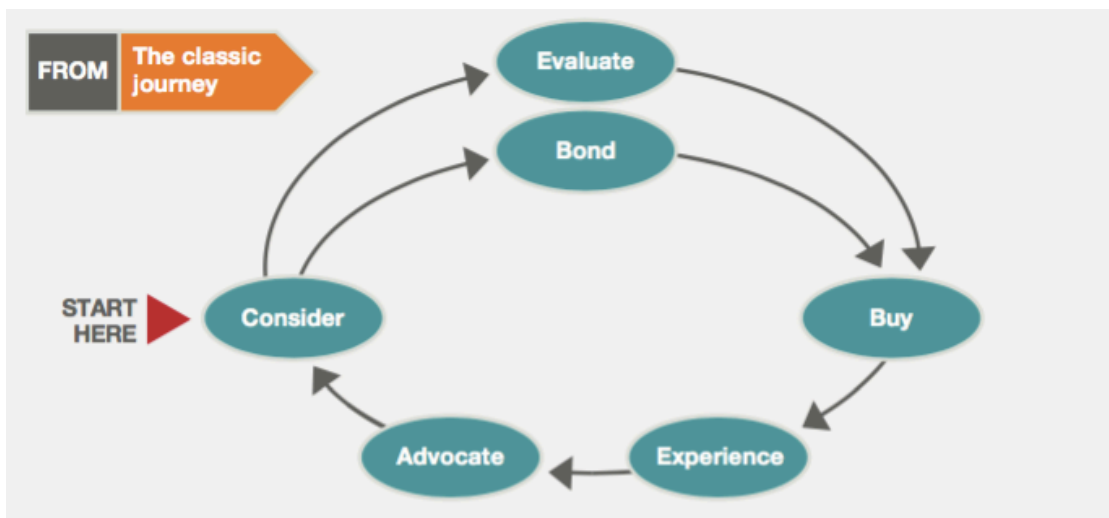 FROM
The classic
journey
Evaluate
Bond
START
HERE
Consider
Buy
Advocate
Experience